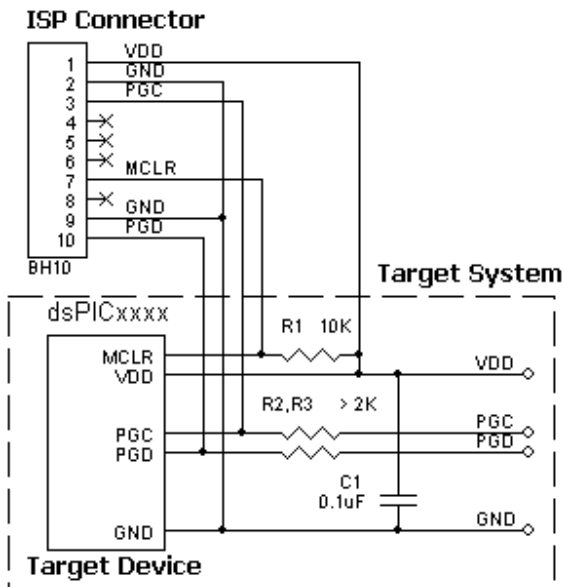 ISP Connector
VDD
1
GND
2
PGC
3
4
5
6
MCLR
7
8
GND
9
PGD
10
BH10
Target System
dsPICxxxx
R1 10K
MCLR
VDD
VDD
R2,R3 > 2K
PGC
PGC
PGD
PGD
C1
0.1uF
GND
GND
Target Device